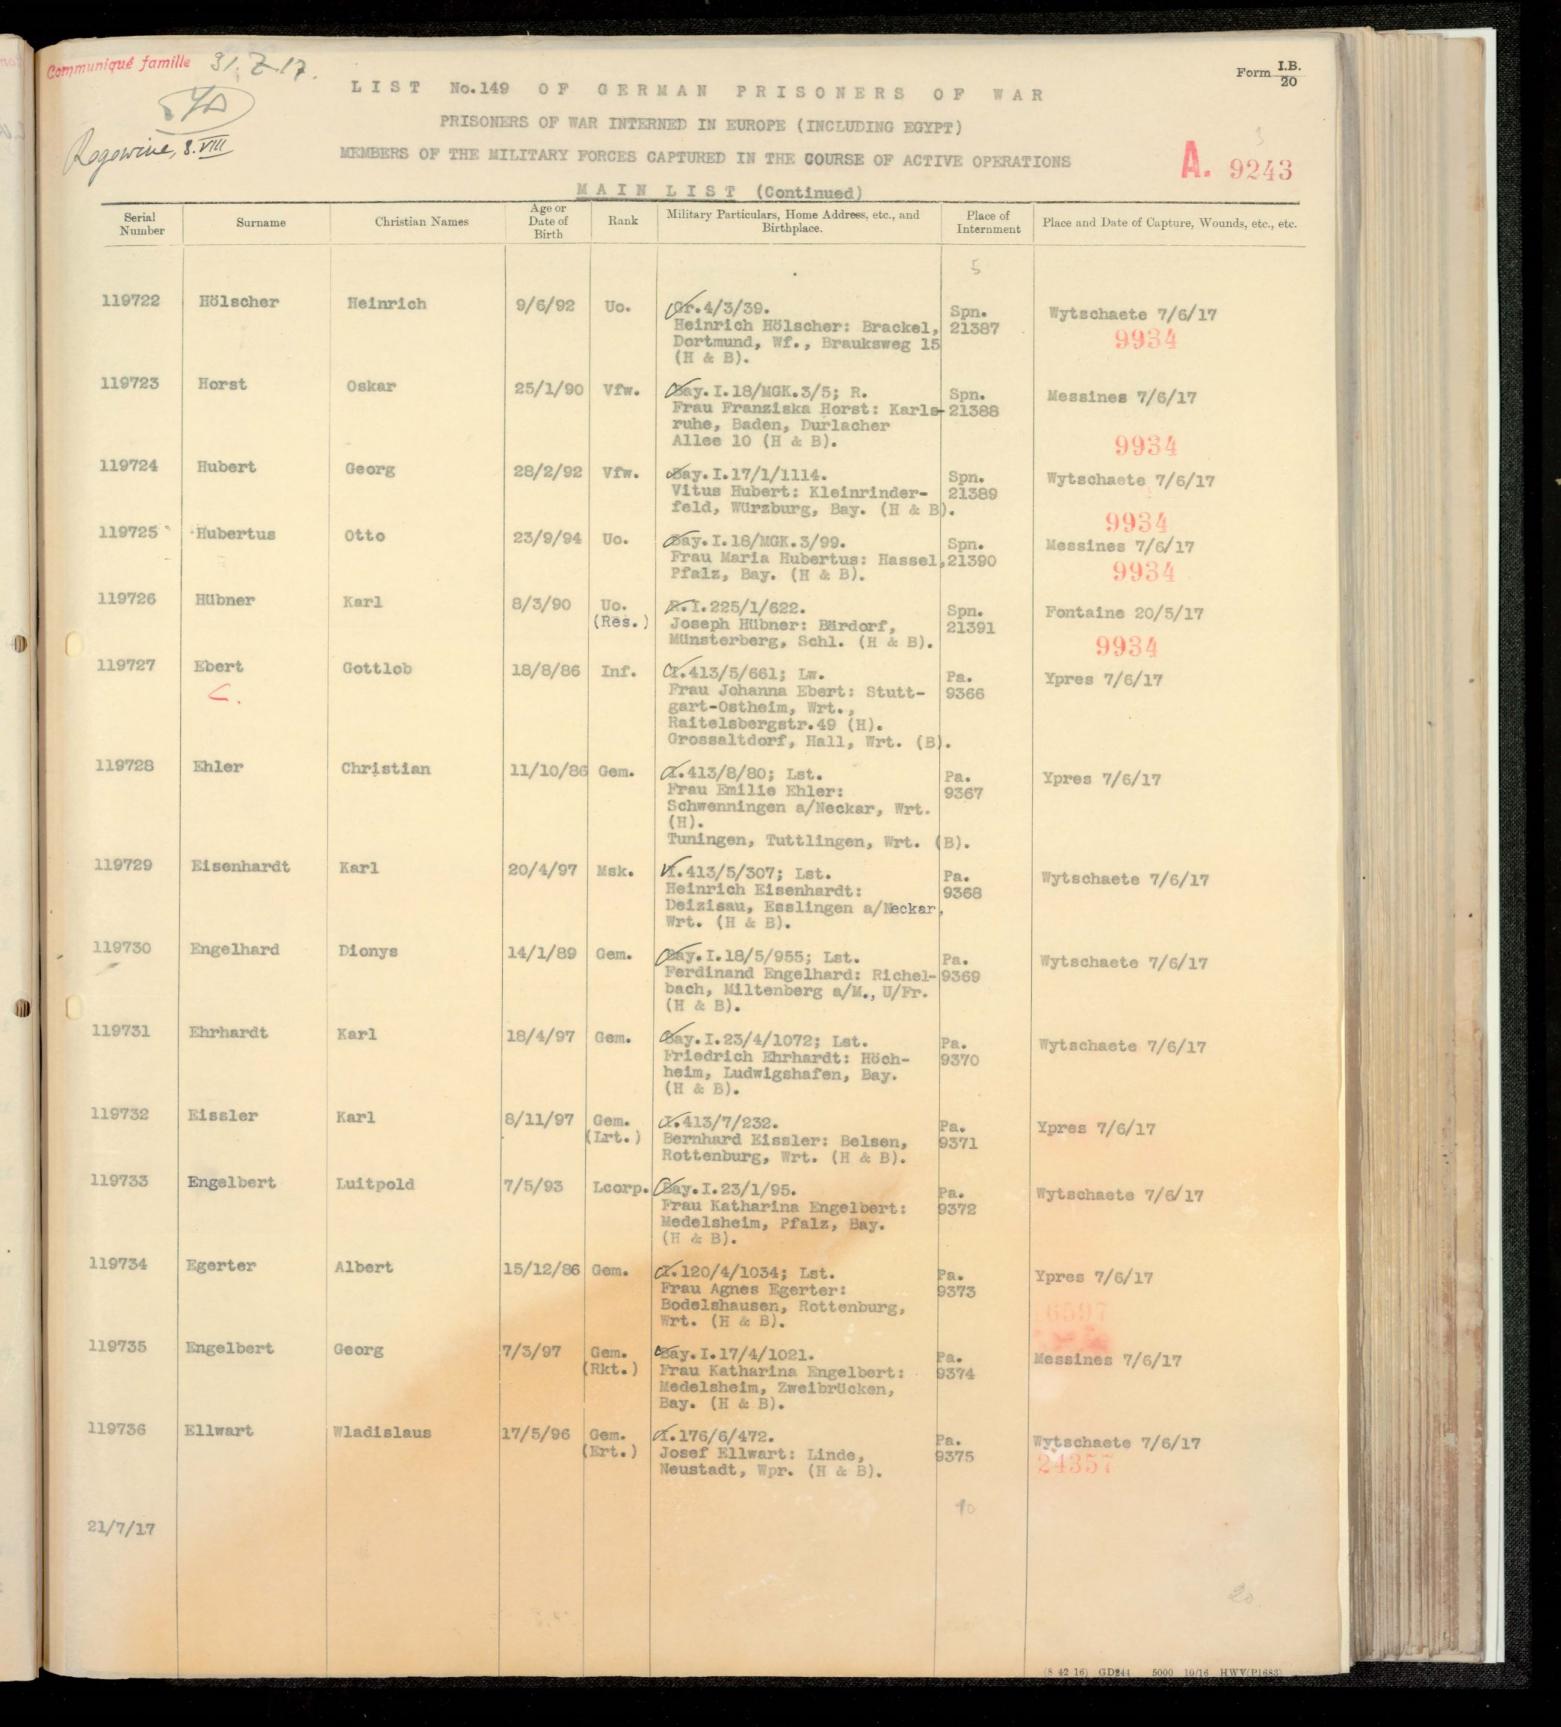 Communiqué famille 31.7.17.
Form I.B.
20
LIST No.149 OF GERMAN PRISONERS OF WAR
PRISONERS OF WAR INTERNED IN EUROPE (INCLUDING EGYPT)
8.VIII
MEMBERS OF THE MILITARY FORCES CAPTURED IN THE COURSE OF ACTIVE OPERATIONS
A. 9243
MAIN LIST (Continued)
Serial Number Surname Christian Names Age or Date of Birth Rank Military Particulars, Home Address, etc., and Birthplace. Place of Internment Place and Date of Capture, Wounds, etc., etc.
5
119722 Hölscher Heinrich 9/6/92 Uo. Gr.4/3/39.
Spn. Wytschaete 7/6/17
Heinrich Hölscher: Brackel, 21387
Dortmund, Wf., Brauksweg 15 9934
(H & B).
119723 Horst Oskar 25/1/90 Vfw. Bay.I.18/MGK.3/5; R.
Spn. Messines 7/6/17
Frau Franziska Horst: Karls- 21388
ruhe, Baden, Durlacher
Allee 10 (H & B). 9934
119724 Hubert Georg 28/2/92 Vfw. Bay.I.17/1/1114.
Spn. Wytschaete 7/6/17
Vitus Hubert: Kleinrinder- 21389
feld, Würzburg, Bay. (H & B).
9934
119725 Hubertus Otto 23/9/94 Uo. Bay.I.18/MGK.3/99.
Spn. Messines 7/6/17
Frau Maria Hubertus: Hassel, 21390
Pfalz, Bay. (H & B). 9934
119726 Hübner Karl 8/3/90 Uo. R.I.225/1/622.
(Res.) Spn. Fontaine 20/5/17
Joseph Hübner: Bärdorf, 21391
Münsterberg, Schl. (H & B). 9934
119727 Ebert Gottlob 18/8/86 Inf. I.413/5/661; Lw.
Pa. Ypres 7/6/17
Frau Johanna Ebert: Stutt- 9366
gart-Ostheim, Wrt.,
Raitelsbergstr.49 (H).
Grossaltdorf, Hall, Wrt. (B).
119728 Ehler Christian 11/10/86 Gem. I.413/8/80; Lst.
Pa. Ypres 7/6/17
Frau Emilie Ehler: 9367
Schwenningen a/Neckar, Wrt.
(H).
Tuningen, Tuttlingen, Wrt. (B).
119729 Eisenhardt Karl 20/4/97 Msk. I.413/5/307; Lst.
Pa. Wytschaete 7/6/17
Heinrich Eisenhardt: 9368
Deizisau, Esslingen a/Neckar,
Wrt. (H & B).
119730 Engelhard Dionys 14/1/89 Gem. Bay.I.18/5/955; Lst.
Pa. Wytschaete 7/6/17
Ferdinand Engelhard: Richel- 9369
bach, Miltenberg a/M., U/Fr.
(H & B).
119731 Ehrhardt Karl 18/4/97 Gem. Bay.I.23/4/1072; Lst.
Pa. Wytschaete 7/6/17
Friedrich Ehrhardt: Höch- 9370
heim, Ludwigshafen, Bay.
(H & B).
119732 Eissler Karl 8/11/97 Gem. I.413/7/232.
(Lrt.) Pa. Ypres 7/6/17
Bernhard Eissler: Belsen, 9371
Rottenburg, Wrt. (H & B).
119733 Engelbert Luitpold 7/5/93 Lcorp. Bay.I.23/1/95.
Pa. Wytschaete 7/6/17
Frau Katharina Engelbert: 9372
Medelsheim, Pfalz, Bay.
(H & B).
119734 Egerter Albert 15/12/86 Gem. I.120/4/1034; Lst.
Pa. Ypres 7/6/17
Frau Agnes Egerter: 9373
Bodelshausen, Rottenburg, 6597
Wrt. (H & B).
119735 Engelbert Georg 7/3/97 Gem. Bay.I.17/4/1021.
(Rkt.) Pa. Messines 7/6/17
Frau Katharina Engelbert: 9374
Medelsheim, Zweibrücken,
Bay. (H & B).
119736 Ellwart Wladislaus 17/5/96 Gem. I.176/6/472.
(Ert.) Pa. Wytschaete 7/6/17
Josef Ellwart: Linde, 9375
Neustadt, Wpr. (H & B). 24357
10
21/7/17
20
(8 42 16) GD244 5000 10/16 HWV(P1683)